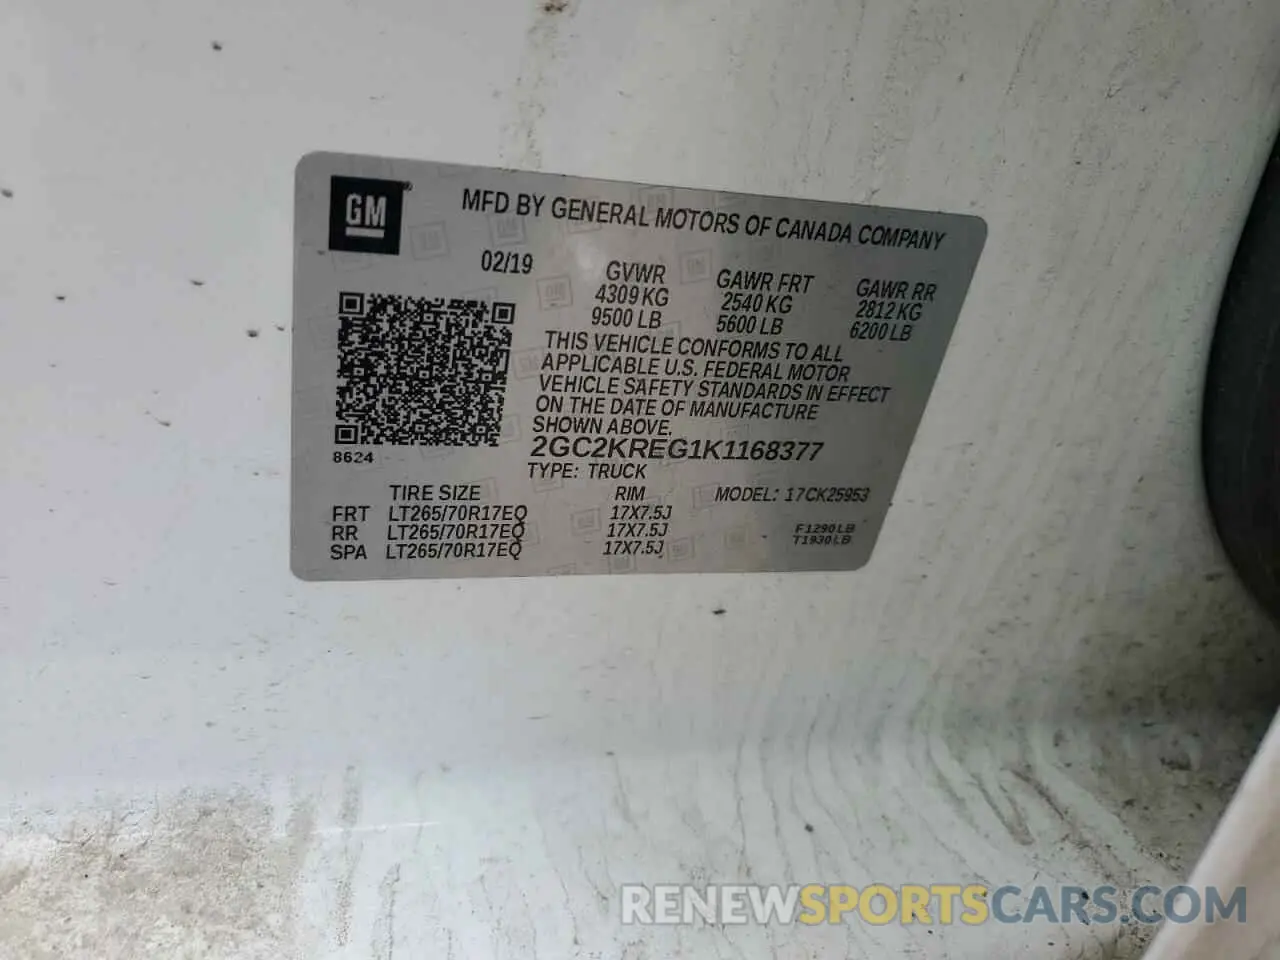 GM
MFD BY GENERAL MOTORS OF CANADA COMPANY
02/19
GVWR
4309 KG
9500 LB
GAWR FRT
2540 KG
5600 LB
GAWR RR
2812 KG
6200 LB
THIS VEHICLE CONFORMS TO ALL
APPLICABLE U.S. FEDERAL MOTOR
VEHICLE SAFETY STANDARDS IN EFFECT
ON THE DATE OF MANUFACTURE
SHOWN ABOVE.
2GC2KREG1K1168377
8624
TYPE: TRUCK
TIRE SIZE RIM MODEL: 17CK25953
FRT LT265/70R17EQ 17X7.5J
RR LT265/70R17EQ 17X7.5J
SPA LT265/70R17EQ 17X7.5J
F1290LB
T1930LB
RENEWSPORTSCARS.COM